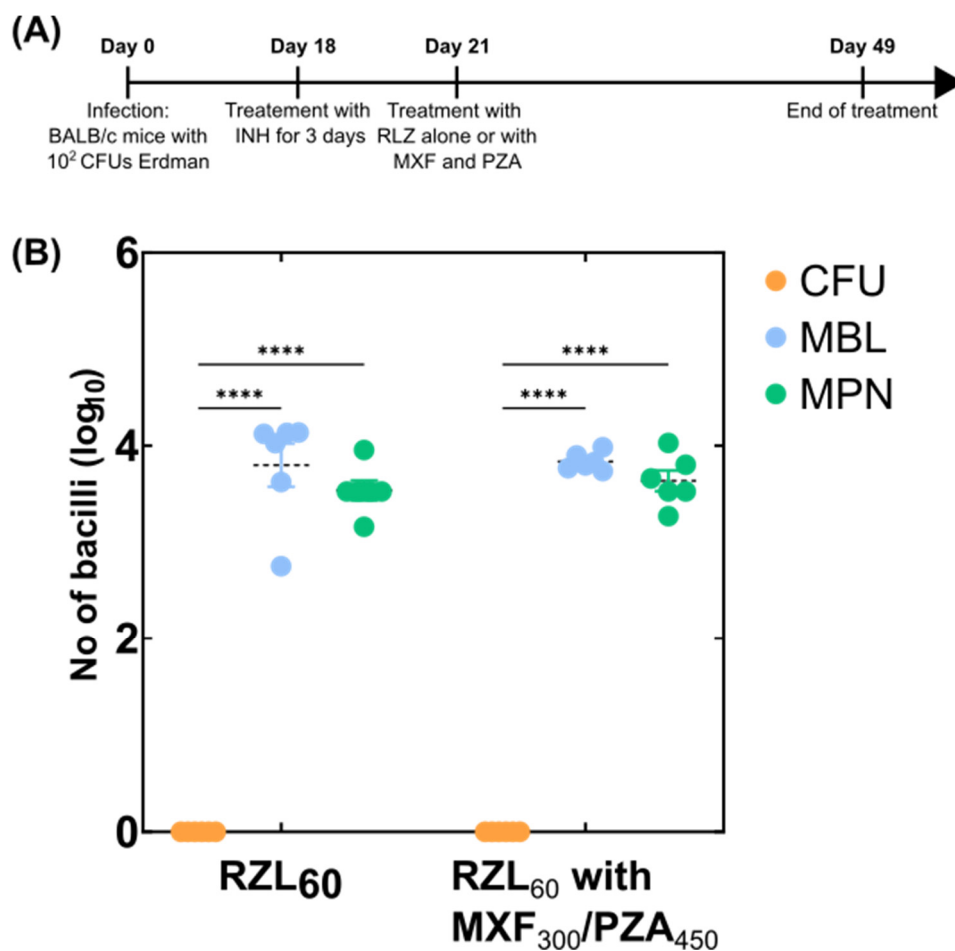 (A)
Day 0 Day 18 Day 21 Day 49
Infection: Treatement with Treatment with End of treatment
BALB/c mice with INH for 3 days RLZ alone or with
10² CFUs Erdman MXF and PZA
(B)
6
CFU
**** ****
MBL
**** ****
MPN
4
No of bacilli (log₁₀)
2
0
RZL₆₀ RZL₆₀ with
MXF₃₀₀/PZA₄₅₀